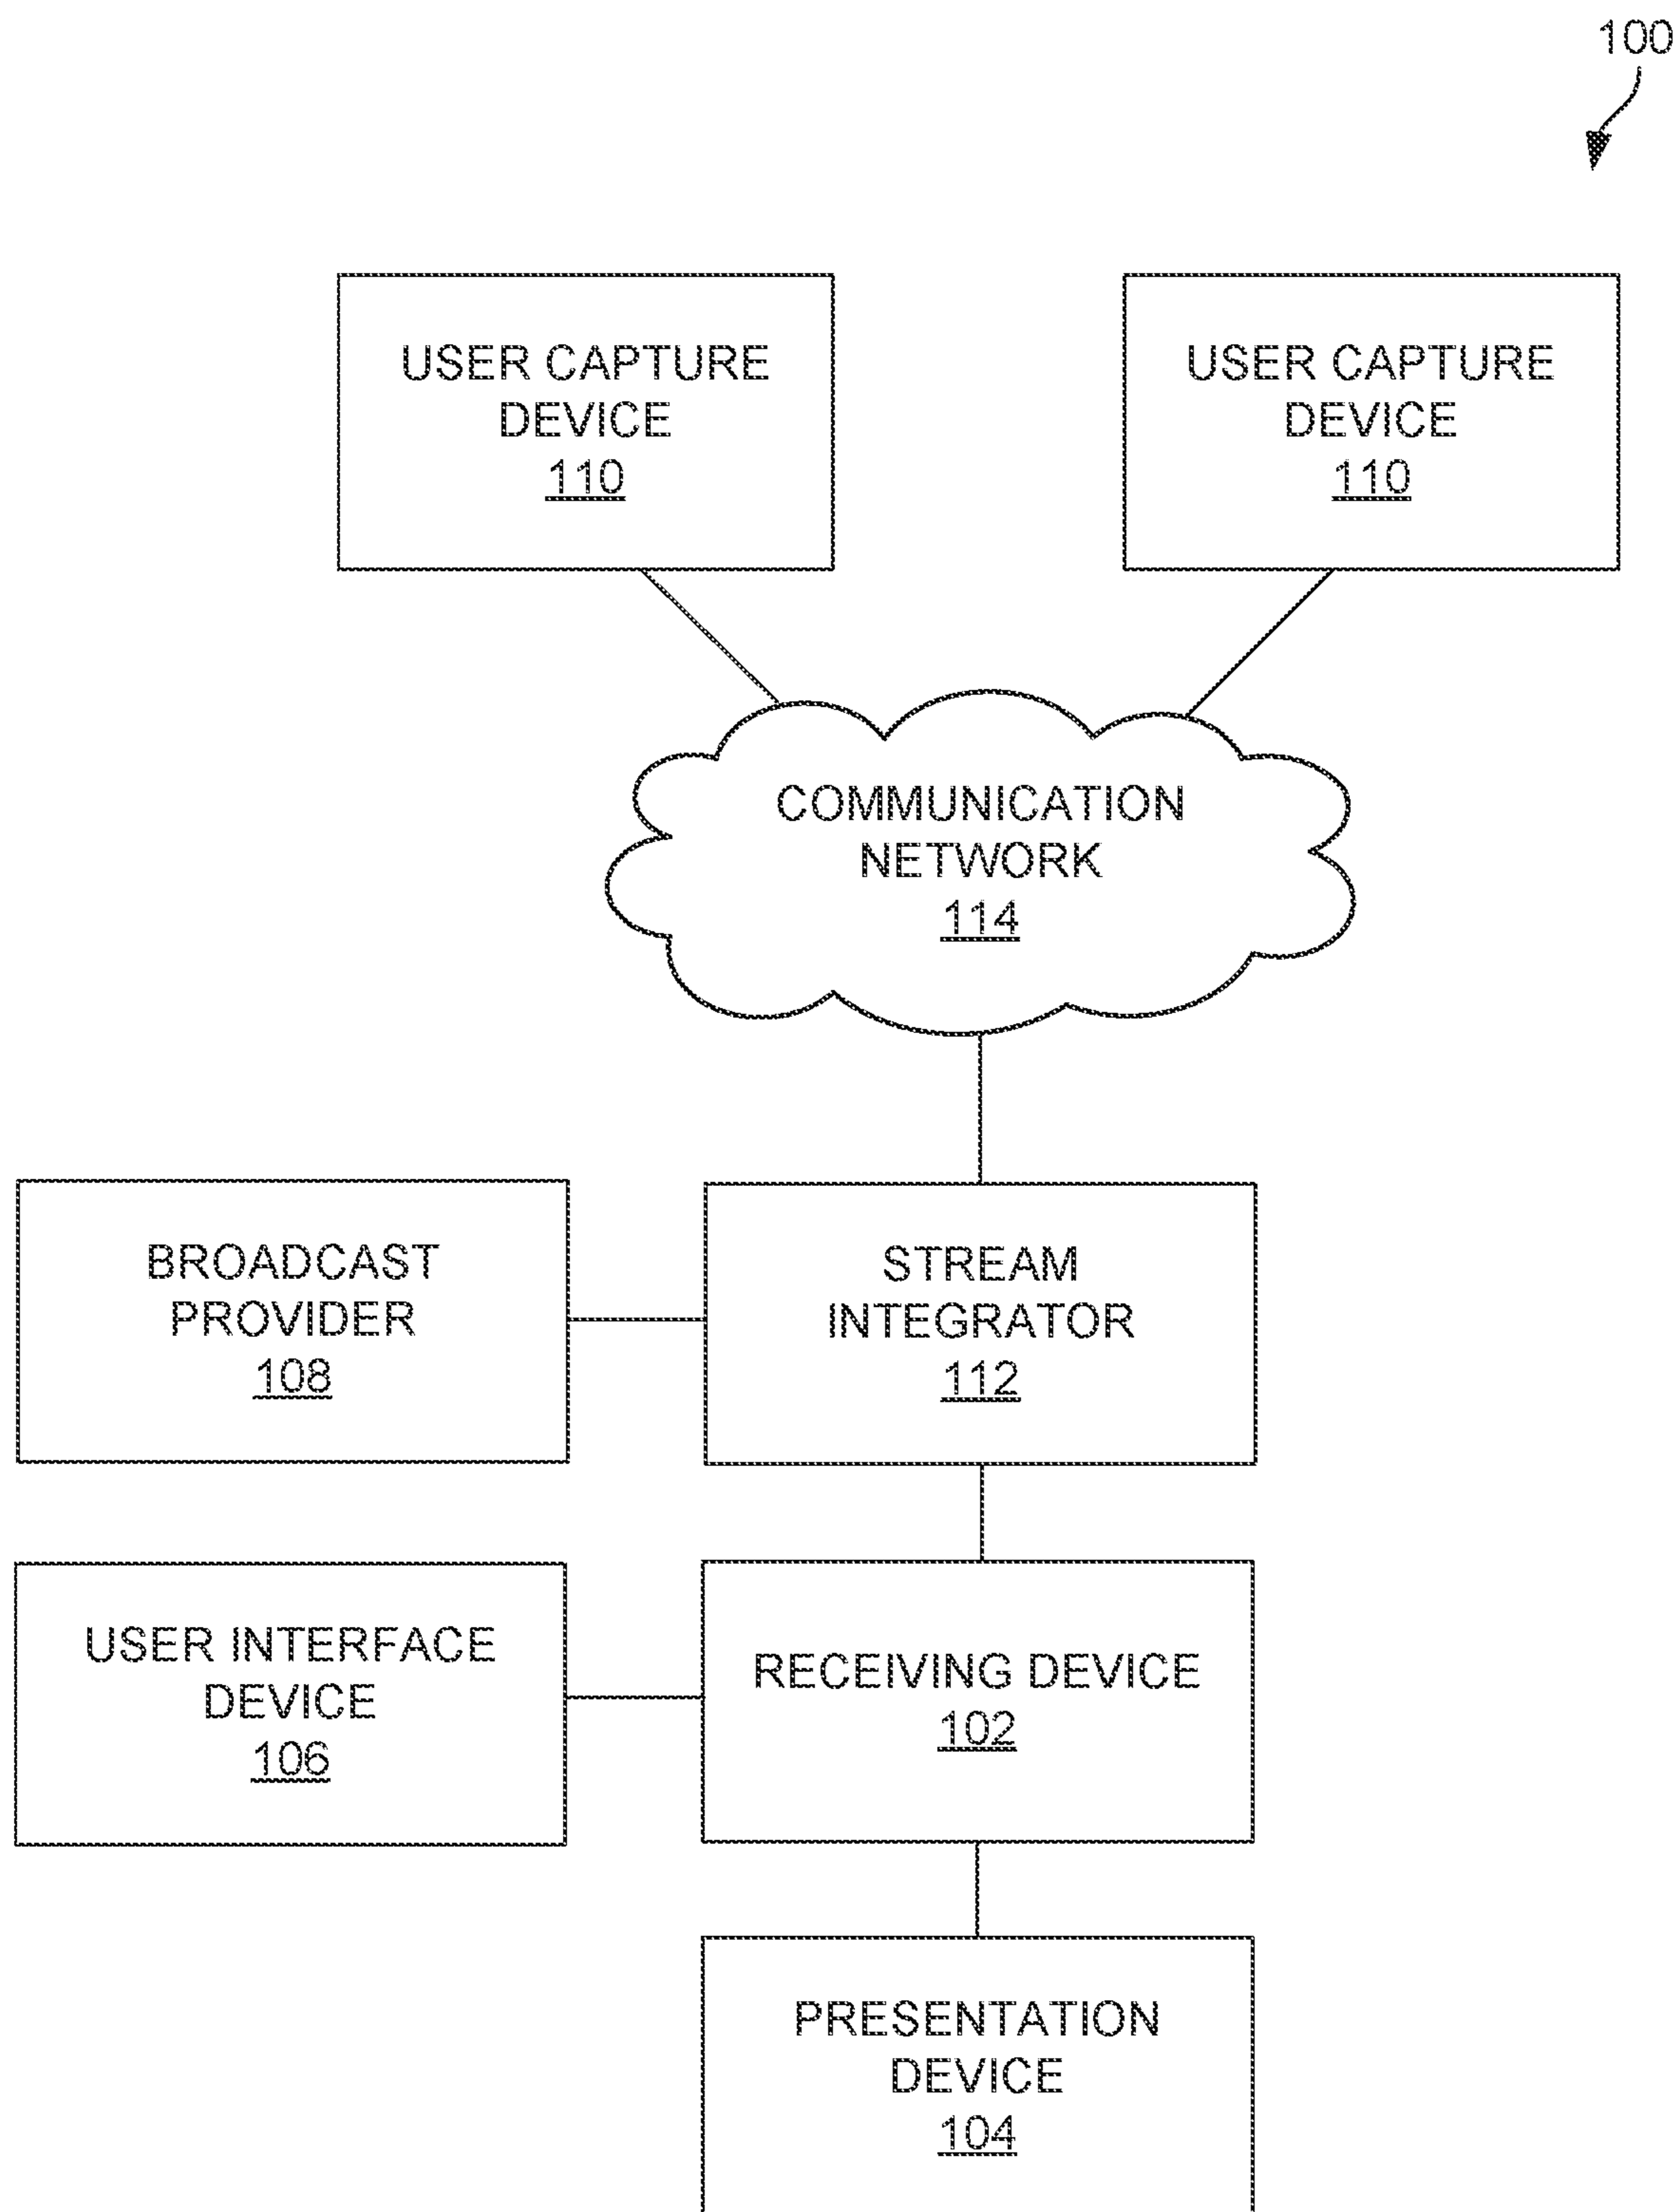 100
USER CAPTURE
DEVICE
110
USER CAPTURE
DEVICE
110
COMMUNICATION
NETWORK
114
BROADCAST
PROVIDER
108
STREAM
INTEGRATOR
112
USER INTERFACE
DEVICE
106
RECEIVING DEVICE
102
PRESENTATION
DEVICE
104